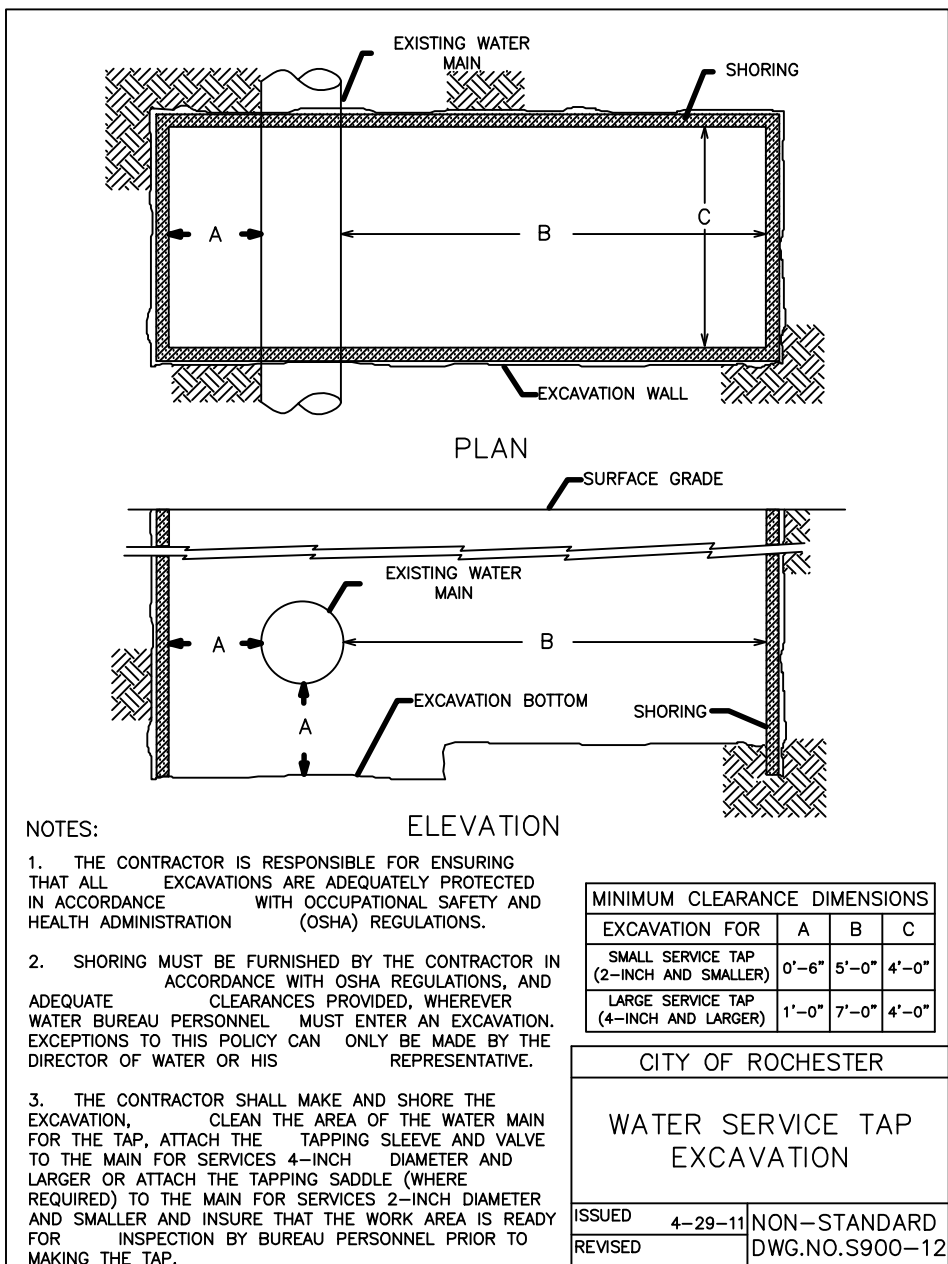 EXISTING WATER
MAIN
SHORING
A
B
C
EXCAVATION WALL
PLAN
SURFACE GRADE
EXISTING WATER
MAIN
A
B
A
EXCAVATION BOTTOM
SHORING
ELEVATION
NOTES:
1. THE CONTRACTOR IS RESPONSIBLE FOR ENSURING
THAT ALL EXCAVATIONS ARE ADEQUATELY PROTECTED
IN ACCORDANCE WITH OCCUPATIONAL SAFETY AND
HEALTH ADMINISTRATION (OSHA) REGULATIONS.
2. SHORING MUST BE FURNISHED BY THE CONTRACTOR IN
ACCORDANCE WITH OSHA REGULATIONS, AND
ADEQUATE CLEARANCES PROVIDED, WHEREVER
WATER BUREAU PERSONNEL MUST ENTER AN EXCAVATION.
EXCEPTIONS TO THIS POLICY CAN ONLY BE MADE BY THE
DIRECTOR OF WATER OR HIS REPRESENTATIVE.
3. THE CONTRACTOR SHALL MAKE AND SHORE THE
EXCAVATION, CLEAN THE AREA OF THE WATER MAIN
FOR THE TAP, ATTACH THE TAPPING SLEEVE AND VALVE
TO THE MAIN FOR SERVICES 4-INCH DIAMETER AND
LARGER OR ATTACH THE TAPPING SADDLE (WHERE
REQUIRED) TO THE MAIN FOR SERVICES 2-INCH DIAMETER
AND SMALLER AND INSURE THAT THE WORK AREA IS READY
FOR INSPECTION BY BUREAU PERSONNEL PRIOR TO
MAKING THE TAP.
MINIMUM CLEARANCE DIMENSIONS
EXCAVATION FOR A B C
SMALL SERVICE TAP
(2-INCH AND SMALLER) 0'-6" 5'-0" 4'-0"
LARGE SERVICE TAP
(4-INCH AND LARGER) 1'-0" 7'-0" 4'-0"
CITY OF ROCHESTER
WATER SERVICE TAP
EXCAVATION
ISSUED 4-29-11
REVISED
NON-STANDARD
DWG.NO.S900-12